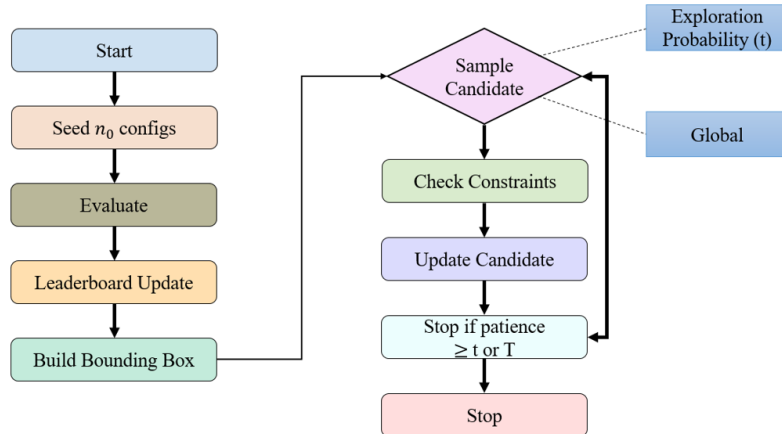 Start
Seed n₀ configs
Evaluate
Leaderboard Update
Build Bounding Box
Sample
Candidate
Check Constraints
Update Candidate
Stop if patience
≥ t or T
Stop
Exploration
Probability (t)
Global